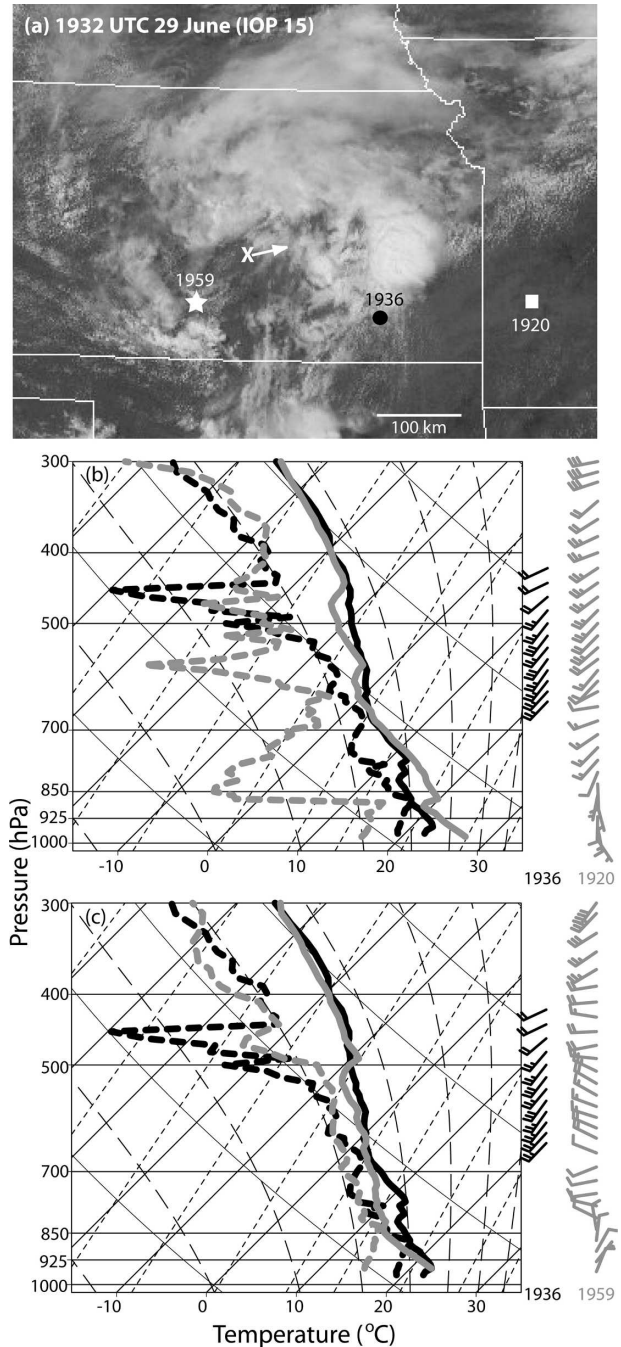 (a) 1932 UTC 29 June (IOP 15)
X
1959
1936
1920
100 km
300
(b)
400
500
700
850
925
1000
-10 0 10 20 30
1936 1920
Pressure (hPa)
300
(c)
400
500
700
850
925
1000
-10 0 10 20 30
1936 1959
Temperature (°C)